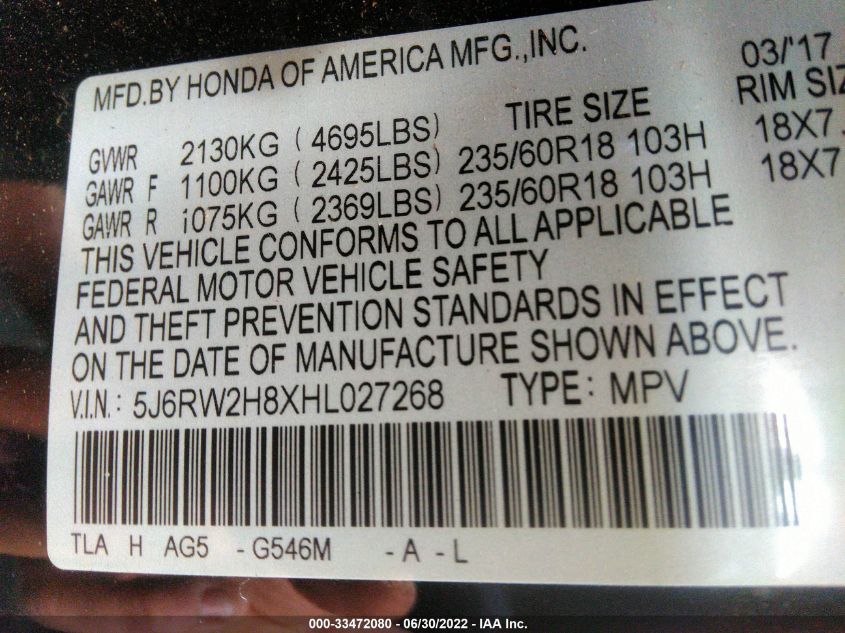 MFD.BY HONDA OF AMERICA MFG.,INC. 03/'17
TIRE SIZE RIM SIZ
GVWR 2130KG ( 4695LBS)
GAWR F 1100KG ( 2425LBS) 235/60R18 103H 18X7.
GAWR R 1075KG ( 2369LBS) 235/60R18 103H 18X7
THIS VEHICLE CONFORMS TO ALL APPLICABLE
FEDERAL MOTOR VEHICLE SAFETY
AND THEFT PREVENTION STANDARDS IN EFFECT
ON THE DATE OF MANUFACTURE SHOWN ABOVE.
V.I.N.: 5J6RW2H8XHL027268 TYPE: MPV
TLA H AG5 - G546M - A - L
000-33472080 - 06/30/2022 - IAA Inc.